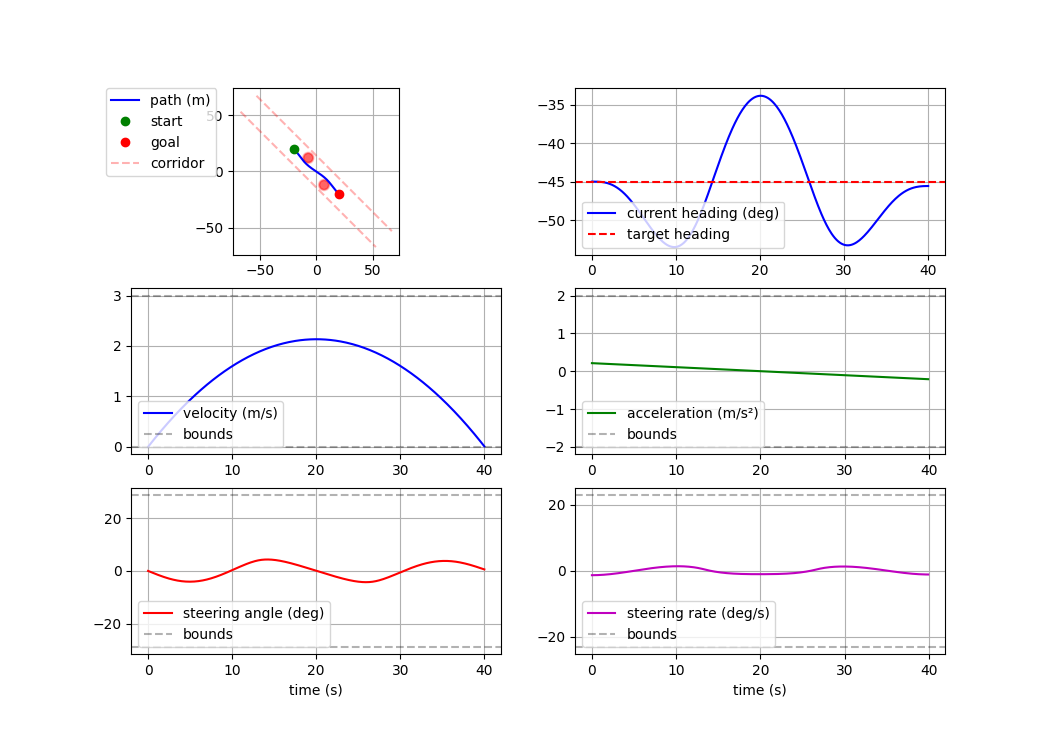 path (m)
start
goal
corridor
50
0
−50
−50 0 50
−35
−40
−45
−50
current heading (deg)
target heading
0 10 20 30 40
3
2
1
0
velocity (m/s)
bounds
0 10 20 30 40
2
1
0
−1
−2
acceleration (m/s²)
bounds
0 10 20 30 40
20
0
−20
steering angle (deg)
bounds
0 10 20 30 40
time (s)
20
0
−20
steering rate (deg/s)
bounds
0 10 20 30 40
time (s)